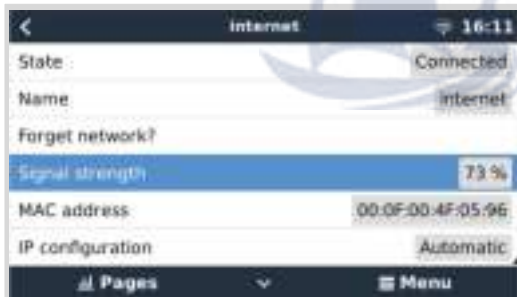 internet 16:11
State Connected
Name internet
Forget network?
Signal strength 73 %
MAC address 00:0F:00:4F:05:96
IP configuration Automatic
Pages Menu